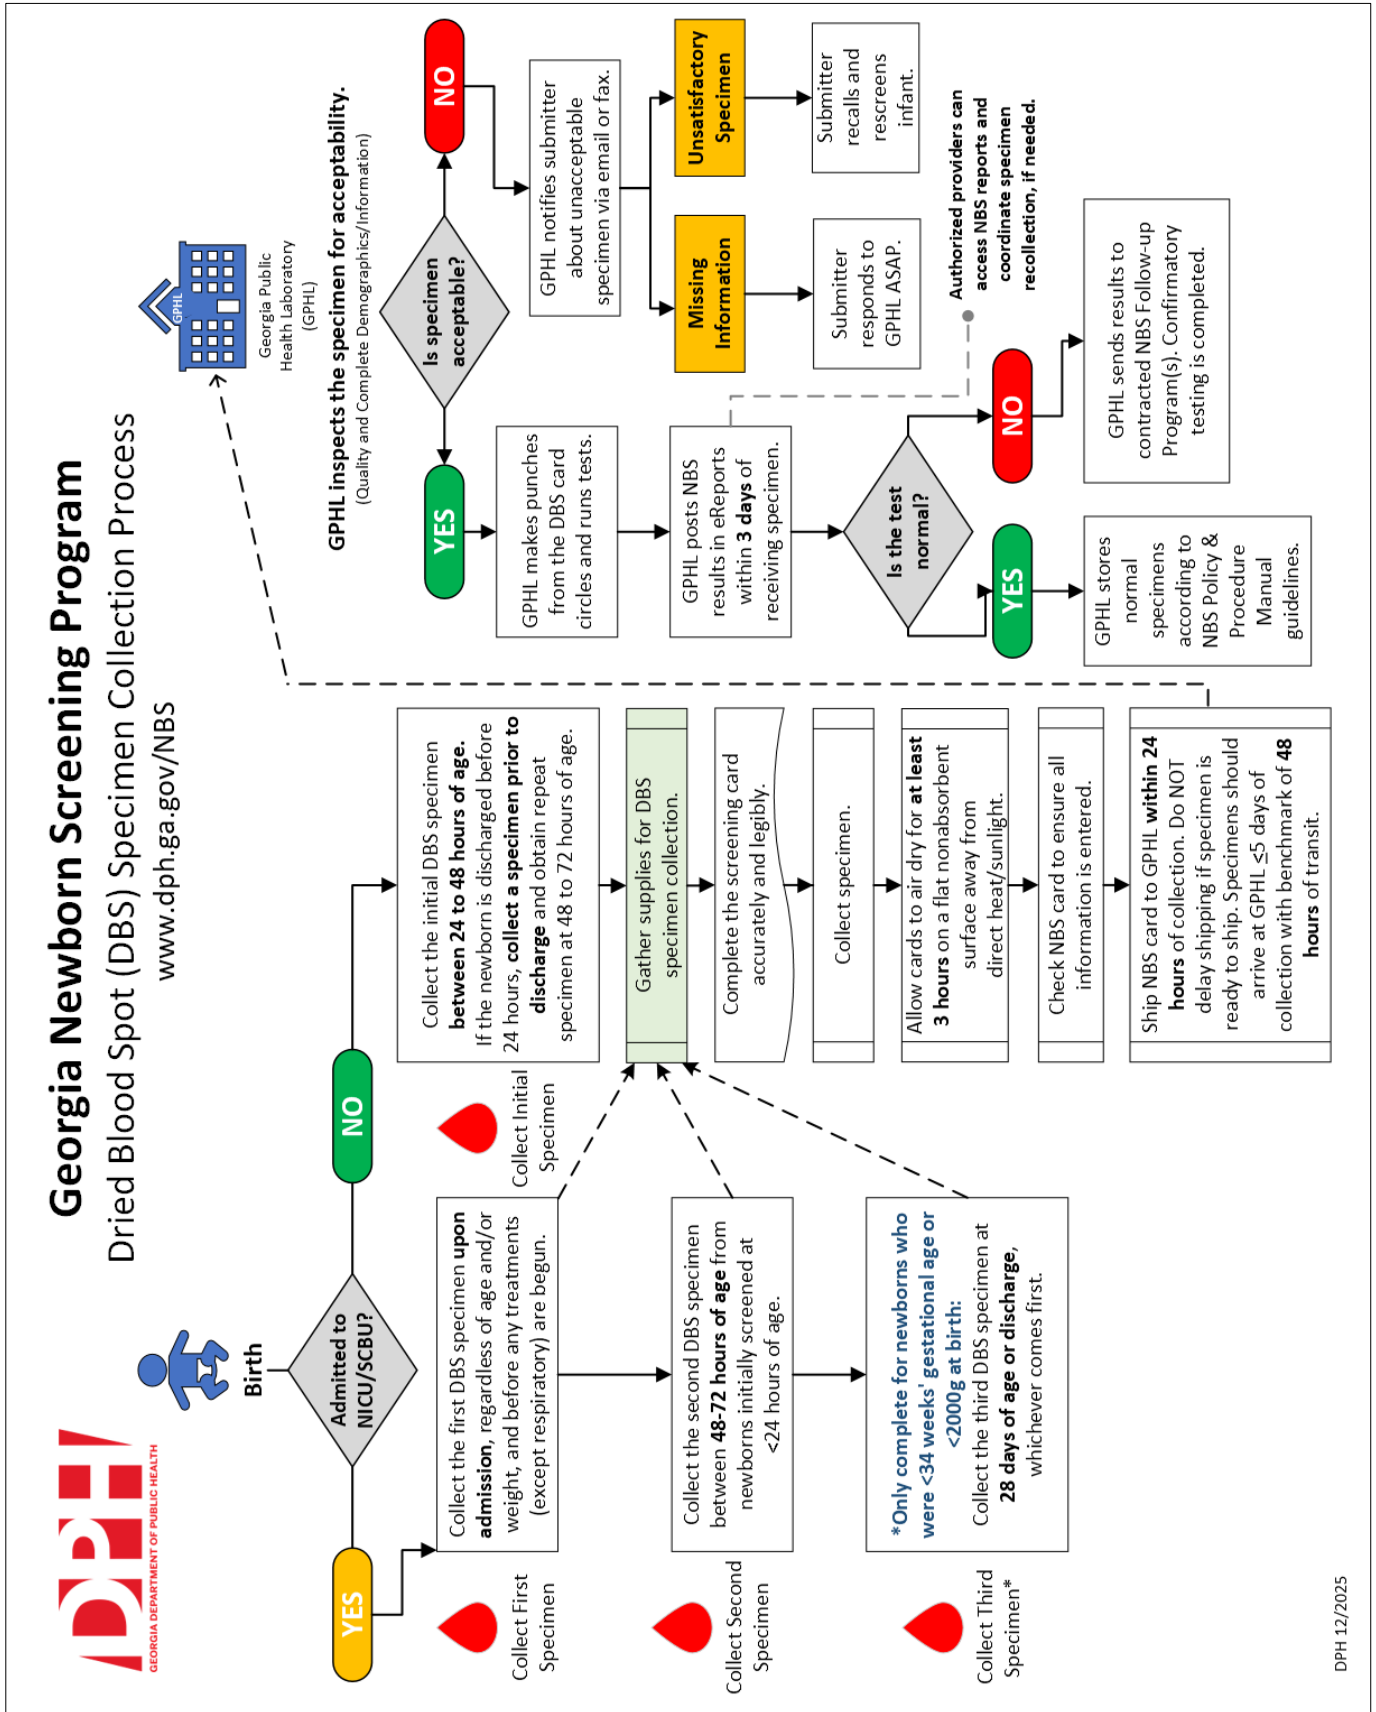 DPH
GEORGIA DEPARTMENT OF PUBLIC HEALTH
Georgia Newborn Screening Program
Dried Blood Spot (DBS) Specimen Collection Process
www.dph.ga.gov/NBS
Birth
Admitted to
NICU/SCBU?
YES
NO
Collect First
Specimen
Collect the first DBS specimen upon
admission, regardless of age and/or
weight, and before any treatments
(except respiratory) are begun.
Collect Second
Specimen
Collect the second DBS specimen
between 48-72 hours of age from
newborns initially screened at
<24 hours of age.
Collect Third
Specimen*
*Only complete for newborns who
were <34 weeks' gestational age or
<2000g at birth:
Collect the third DBS specimen at
28 days of age or discharge,
whichever comes first.
Collect Initial
Specimen
Collect the initial DBS specimen
between 24 to 48 hours of age.
If the newborn is discharged before
24 hours, collect a specimen prior to
discharge and obtain repeat
specimen at 48 to 72 hours of age.
Gather supplies for DBS
specimen collection.
Complete the screening card
accurately and legibly.
Collect specimen.
Allow cards to air dry for at least
3 hours on a flat nonabsorbent
surface away from
direct heat/sunlight.
Check NBS card to ensure all
information is entered.
Ship NBS card to GPHL within 24
hours of collection. Do NOT
delay shipping if specimen is
ready to ship. Specimens should
arrive at GPHL ≤5 days of
collection with benchmark of 48
hours of transit.
GPHL
Georgia Public
Health Laboratory
(GPHL)
GPHL inspects the specimen for acceptability.
(Quality and Complete Demographics/Information)
Is specimen
acceptable?
YES
NO
GPHL makes punches
from the DBS card
circles and runs tests.
GPHL posts NBS
results in eReports
within 3 days of
receiving specimen.
Is the test
normal?
YES
NO
GPHL stores
normal
specimens
according to
NBS Policy &
Procedure
Manual
guidelines.
GPHL sends results to
contracted NBS Follow-up
Program(s). Confirmatory
testing is completed.
GPHL notifies submitter
about unacceptable
specimen via email or fax.
Missing
Information
Unsatisfactory
Specimen
Submitter
responds to
GPHL ASAP.
Submitter
recalls and
rescreens
infant.
Authorized providers can
access NBS reports and
coordinate specimen
recollection, if needed.
DPH 12/2025